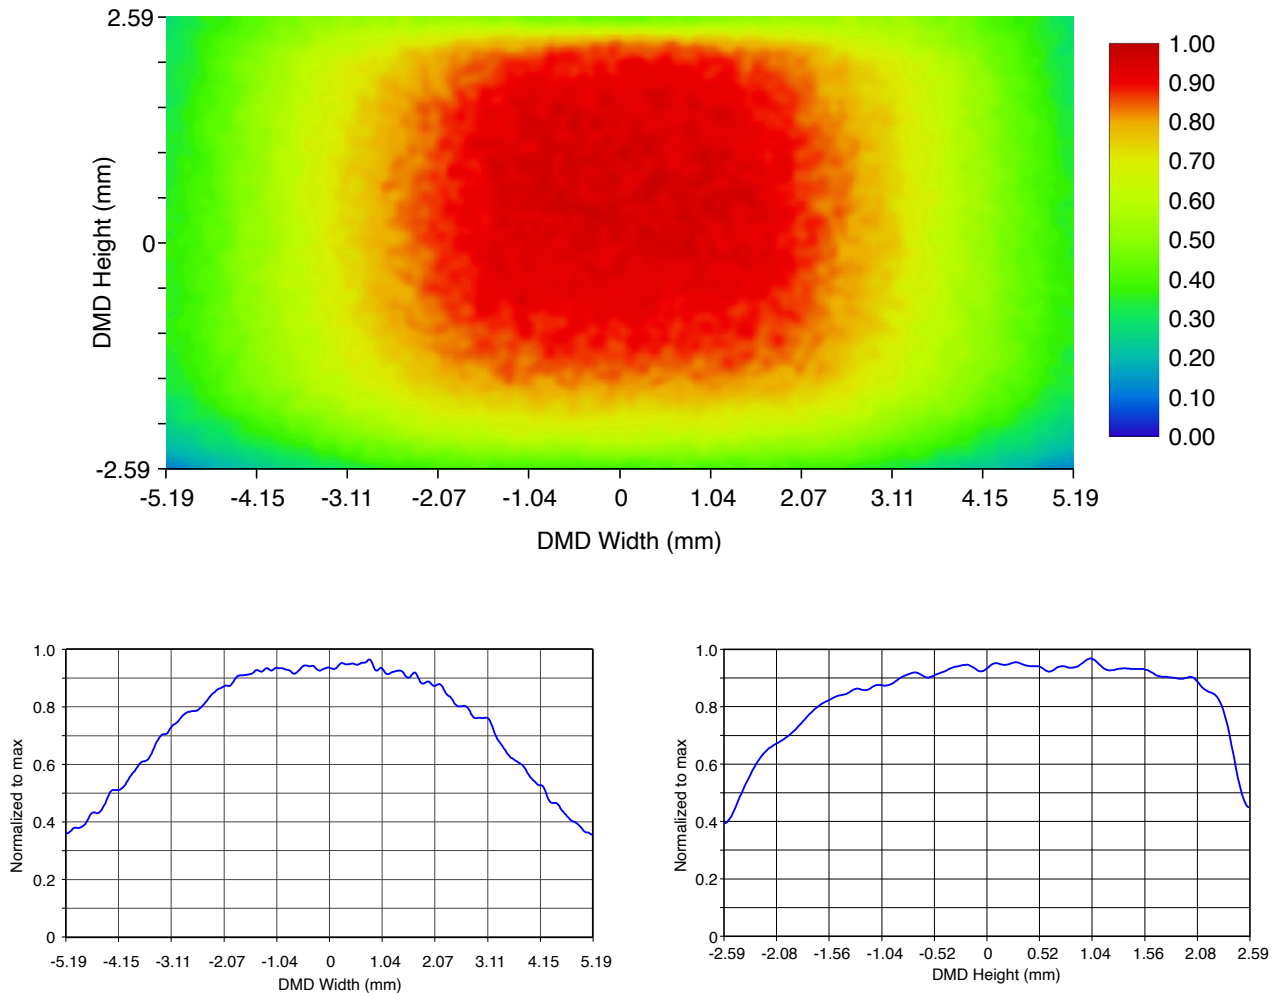 2.59
0
-2.59
DMD Height (mm)
-5.19 -4.15 -3.11 -2.07 -1.04 0 1.04 2.07 3.11 4.15 5.19
DMD Width (mm)
1.00
0.90
0.80
0.70
0.60
0.50
0.40
0.30
0.20
0.10
0.00
1.0
0.8
0.6
0.4
0.2
0
Normalized to max
-5.19 -4.15 -3.11 -2.07 -1.04 0 1.04 2.07 3.11 4.15 5.19
DMD Width (mm)
1.0
0.8
0.6
0.4
0.2
0
Normalized to max
-2.59 -2.08 -1.56 -1.04 -0.52 0 0.52 1.04 1.56 2.08 2.59
DMD Height (mm)